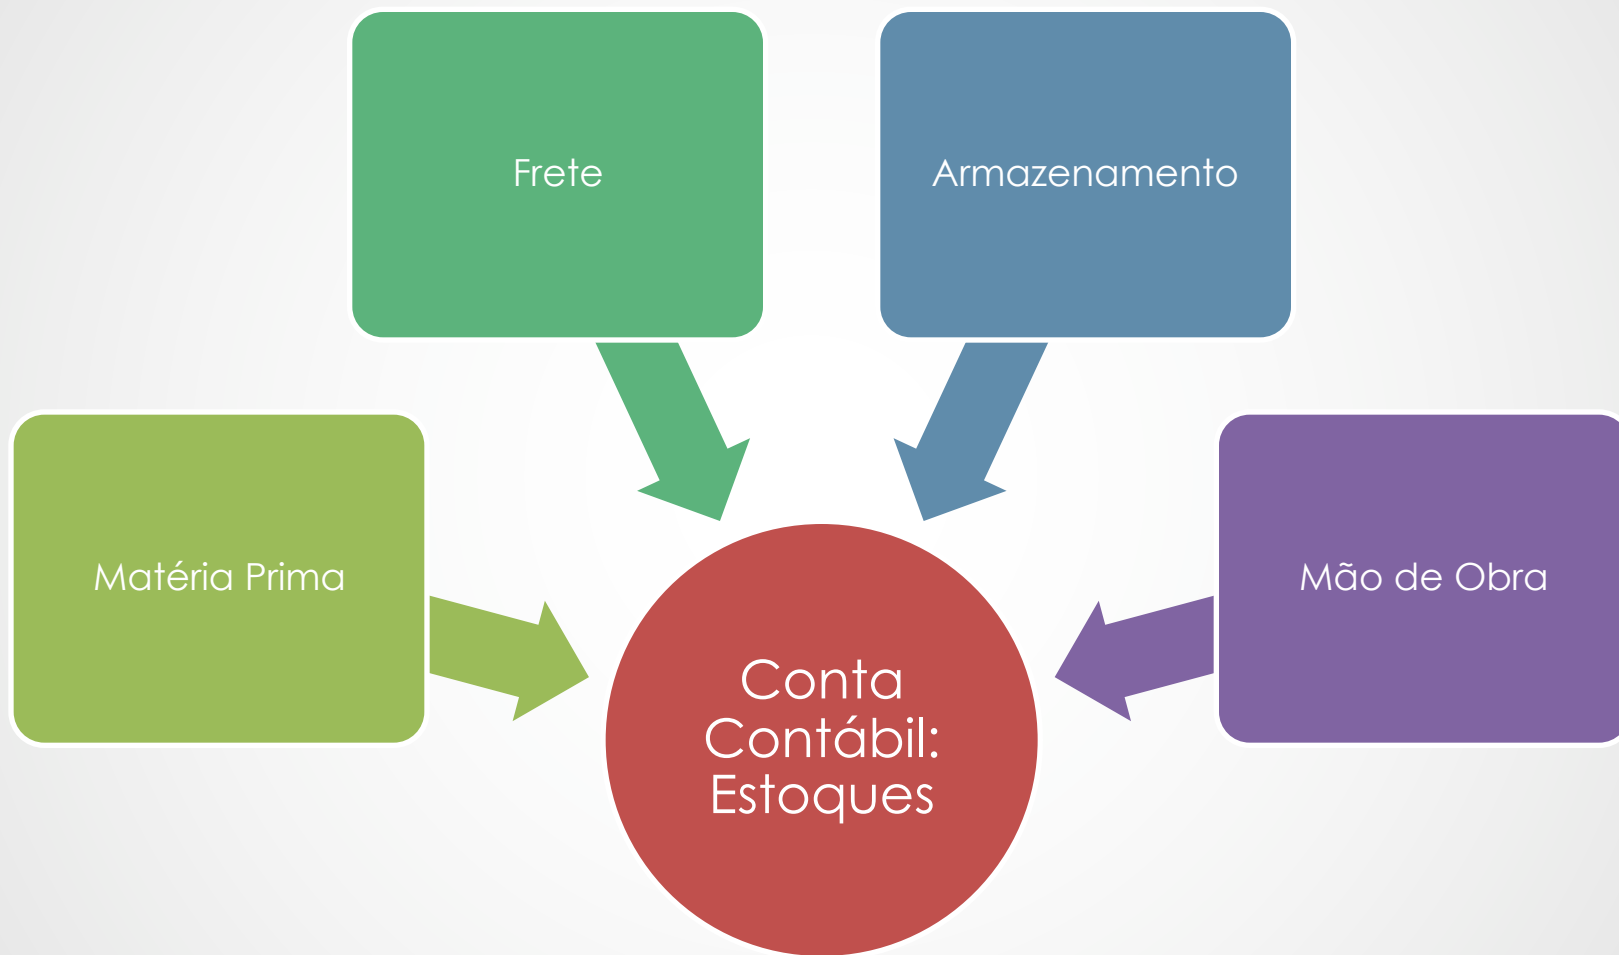 Frete
Armazenamento
Matéria Prima
Mão de Obra
Conta
Contábil:
Estoques